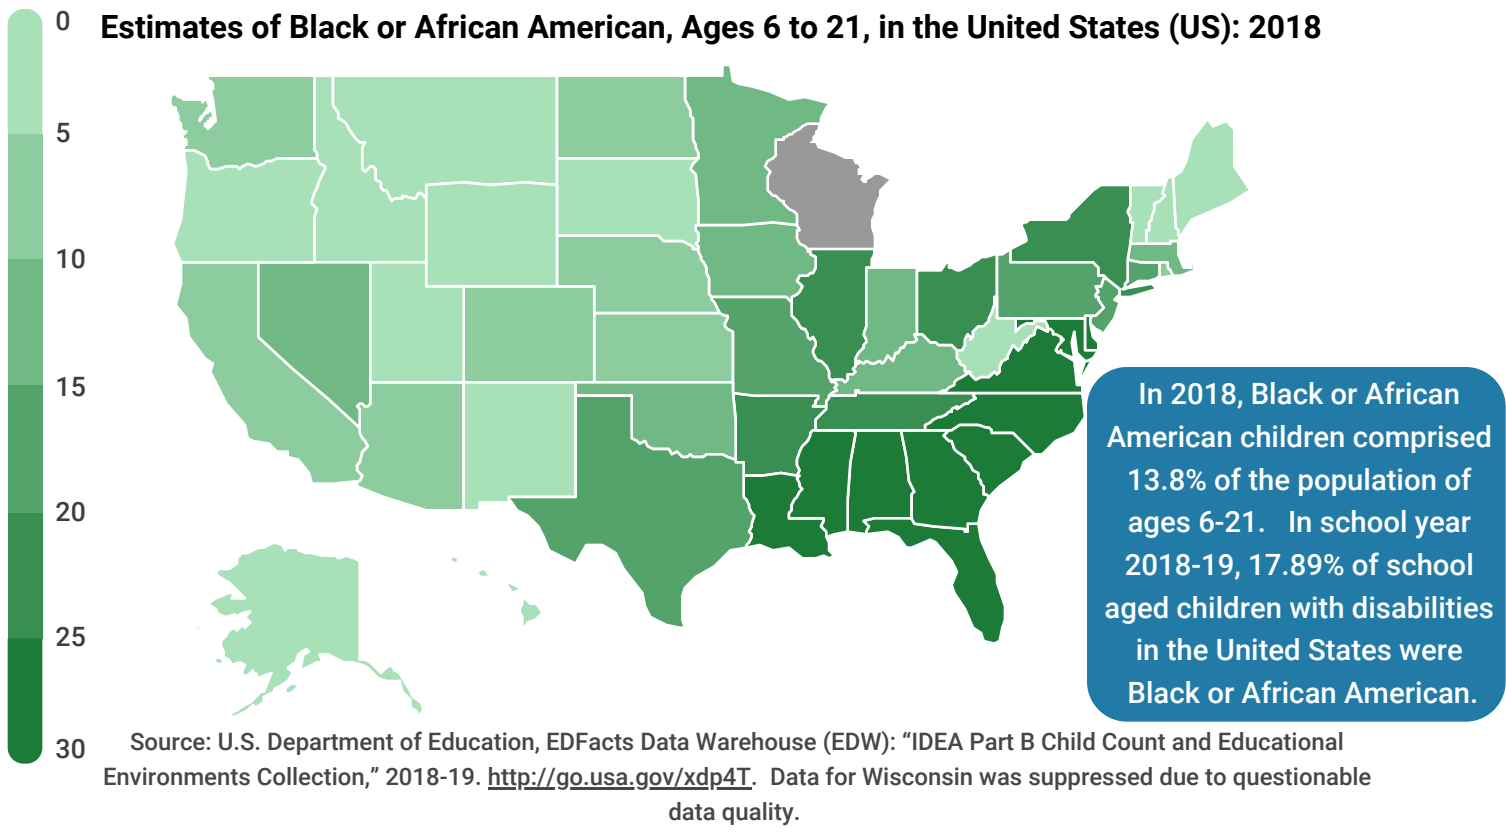 Estimates of Black or African American, Ages 6 to 21, in the United States (US): 2018
0
5
10
15
20
25
30
In 2018, Black or African
American children comprised
13.8% of the population of
ages 6-21. In school year
2018-19, 17.89% of school
aged children with disabilities
in the United States were
Black or African American.
Source: U.S. Department of Education, EDFacts Data Warehouse (EDW): “IDEA Part B Child Count and Educational
Environments Collection,” 2018-19. http://go.usa.gov/xdp4T. Data for Wisconsin was suppressed due to questionable
data quality.